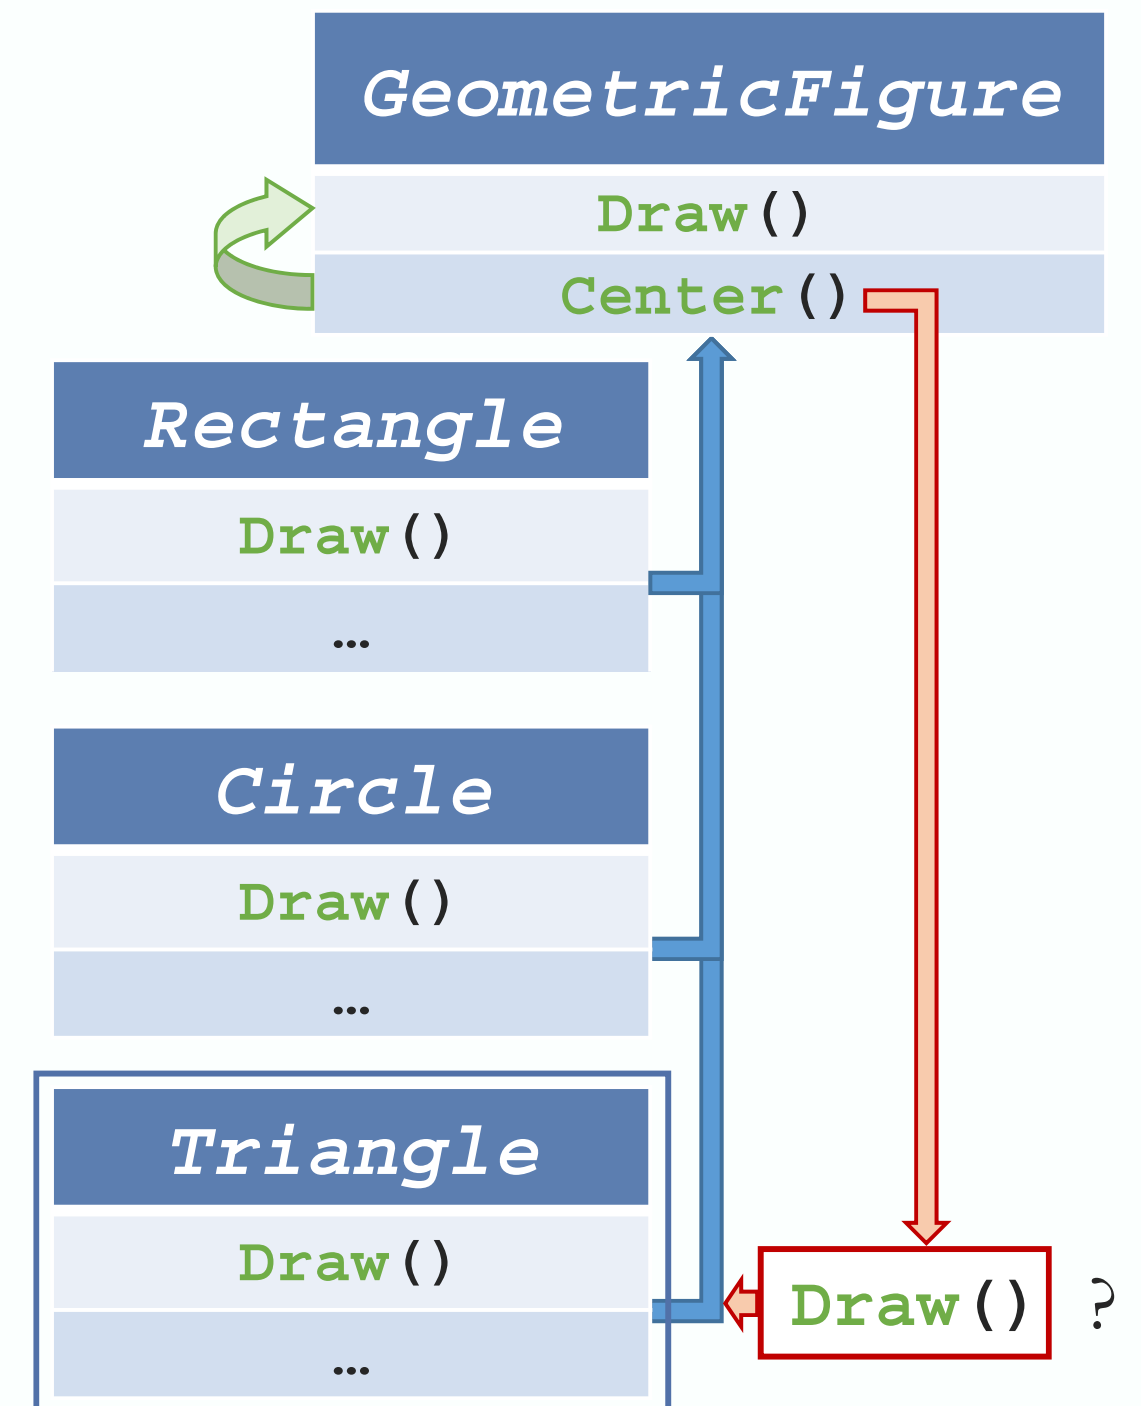 GeometricFigure
Draw()
Center()
Rectangle
Draw()
…
Circle
Draw()
…
Triangle
Draw()
…
Draw() ?